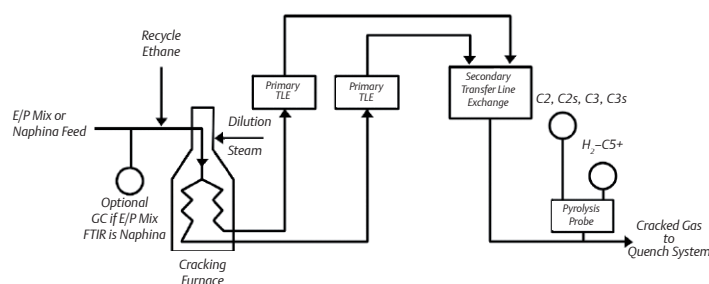 Recycle
Ethane
E/P Mix or
Naphina Feed
Optional
GC if E/P Mix
FTIR is Naphina
Dilution
Steam
Cracking
Furnace
Primary
TLE
Primary
TLE
Secondary
Transfer Line
Exchange
C2, C2s, C3, C3s
H2–C5+
Pyrolysis
Probe
Cracked Gas
to
Quench System